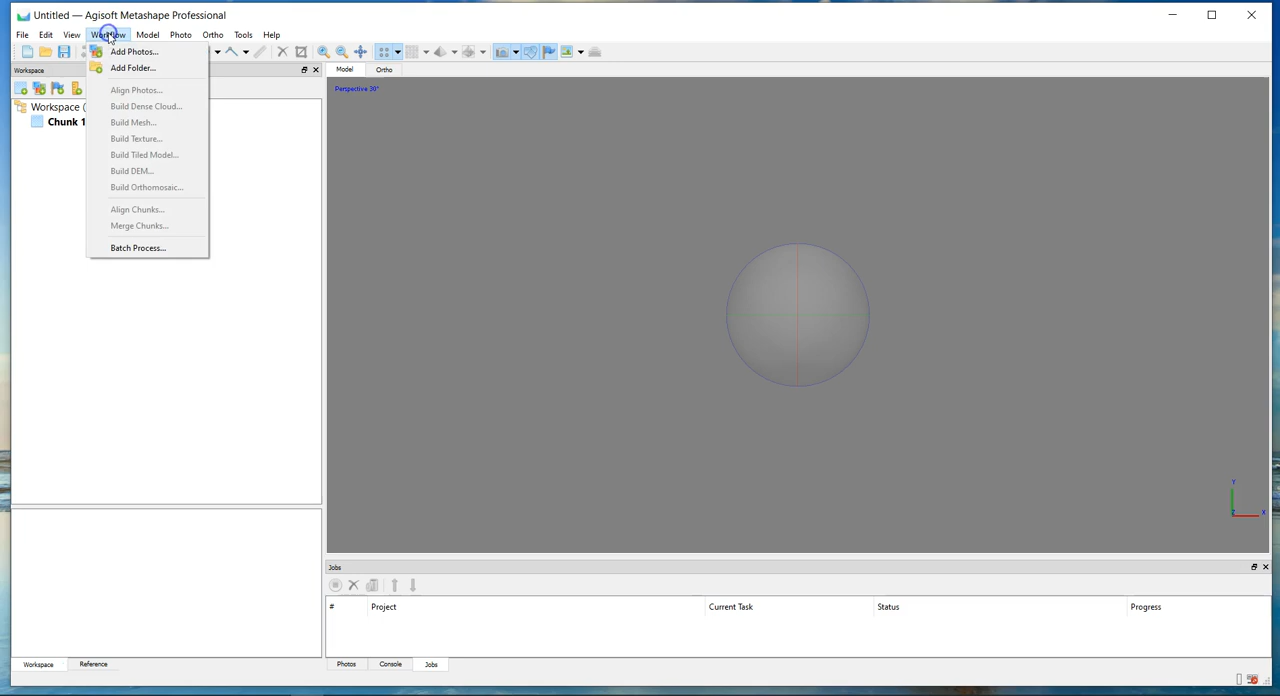 Untitled — Agisoft Metashape Professional
File Edit View Workflow Model Photo Ortho Tools Help
Workspace
Model Ortho
Perspective 30°
Workspace (
Chunk 1
Add Photos...
Add Folder...
Align Photos...
Build Dense Cloud...
Build Mesh...
Build Texture...
Build Tiled Model...
Build DEM...
Build Orthomosaic...
Align Chunks...
Merge Chunks...
Batch Process...
Y
Z X
Jobs
# Project Current Task Status Progress
Workspace Reference
Photos Console Jobs